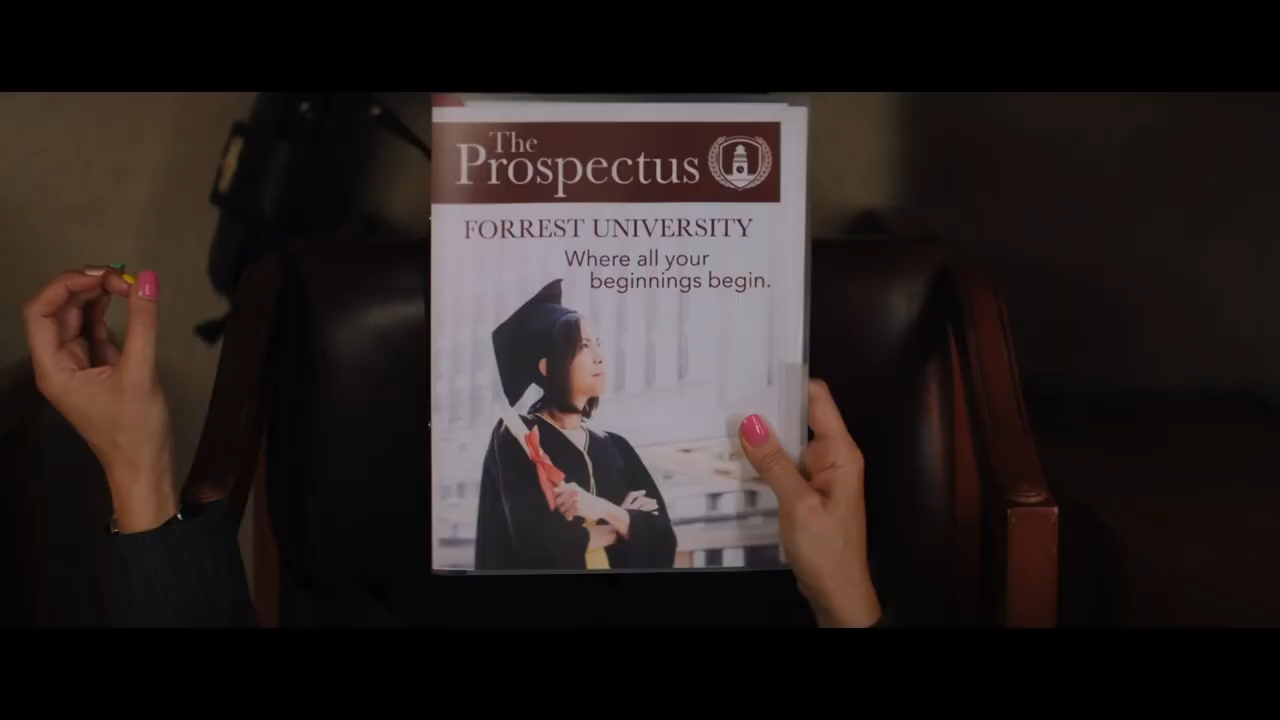 The
Prospectus
FORREST UNIVERSITY
Where all your
beginnings begin.